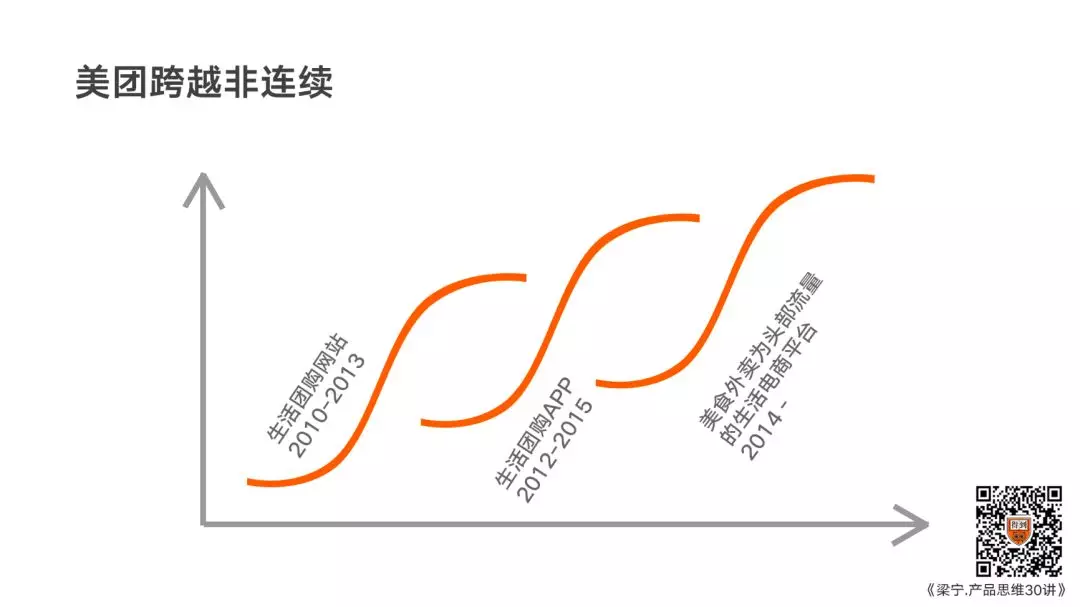 美团跨越非连续
生活团购网站
2010-2013
生活团购APP
2012-2015
美食外卖为头部流量
的生活电商平台
2014 -
得到
《梁宁.产品思维30讲》